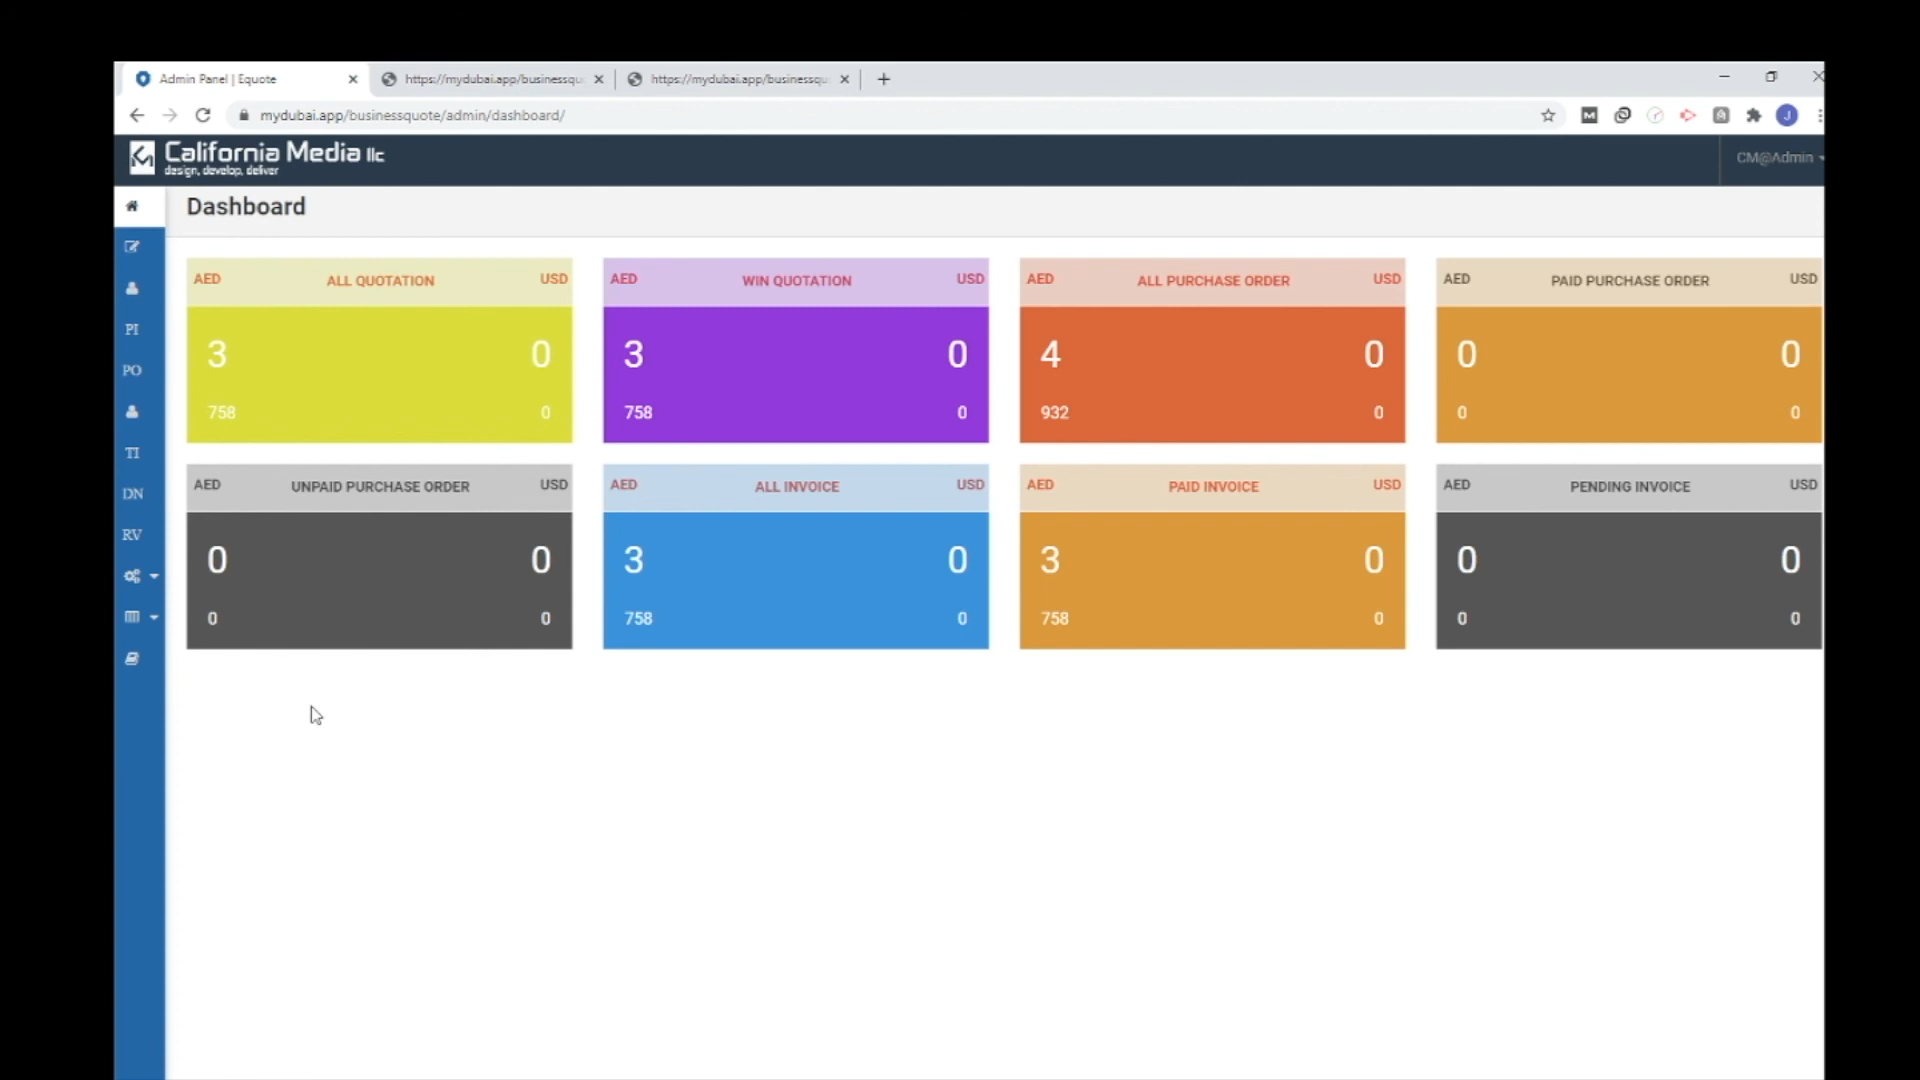 Admin Panel | Equote
https://mydubai.app/businessqu
https://mydubai.app/businessqu
mydubai.app/businessquote/admin/dashboard/
M
J
California Media llc
design, develop, deliver
CM@Admin
Dashboard
AED ALL QUOTATION USD
3 0
758 0
AED WIN QUOTATION USD
3 0
758 0
AED ALL PURCHASE ORDER USD
4 0
932 0
AED PAID PURCHASE ORDER USD
0 0
0 0
AED UNPAID PURCHASE ORDER USD
0 0
0 0
AED ALL INVOICE USD
3 0
758 0
AED PAID INVOICE USD
3 0
758 0
AED PENDING INVOICE USD
0 0
0 0
PI
PO
TI
DN
RV